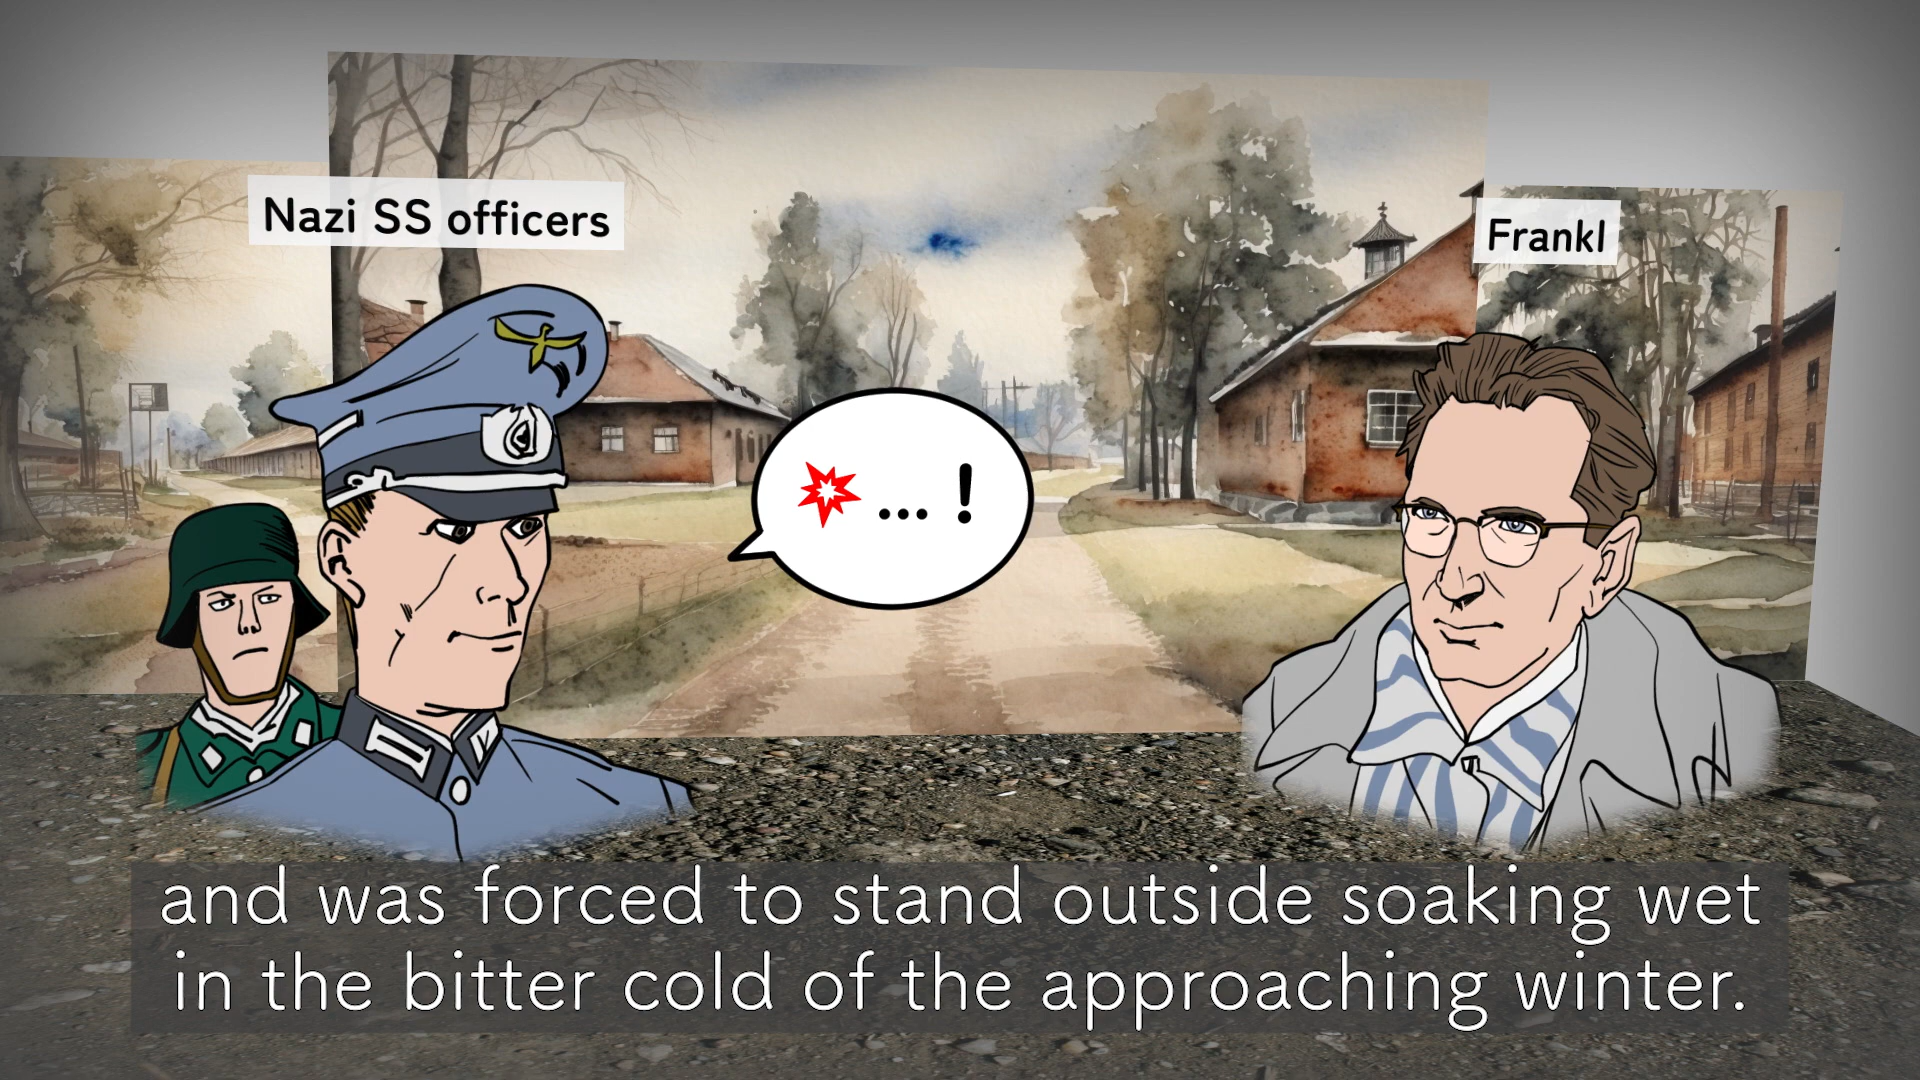 Nazi SS officers
Frankl
... !
and was forced to stand outside soaking wet
in the bitter cold of the approaching winter.